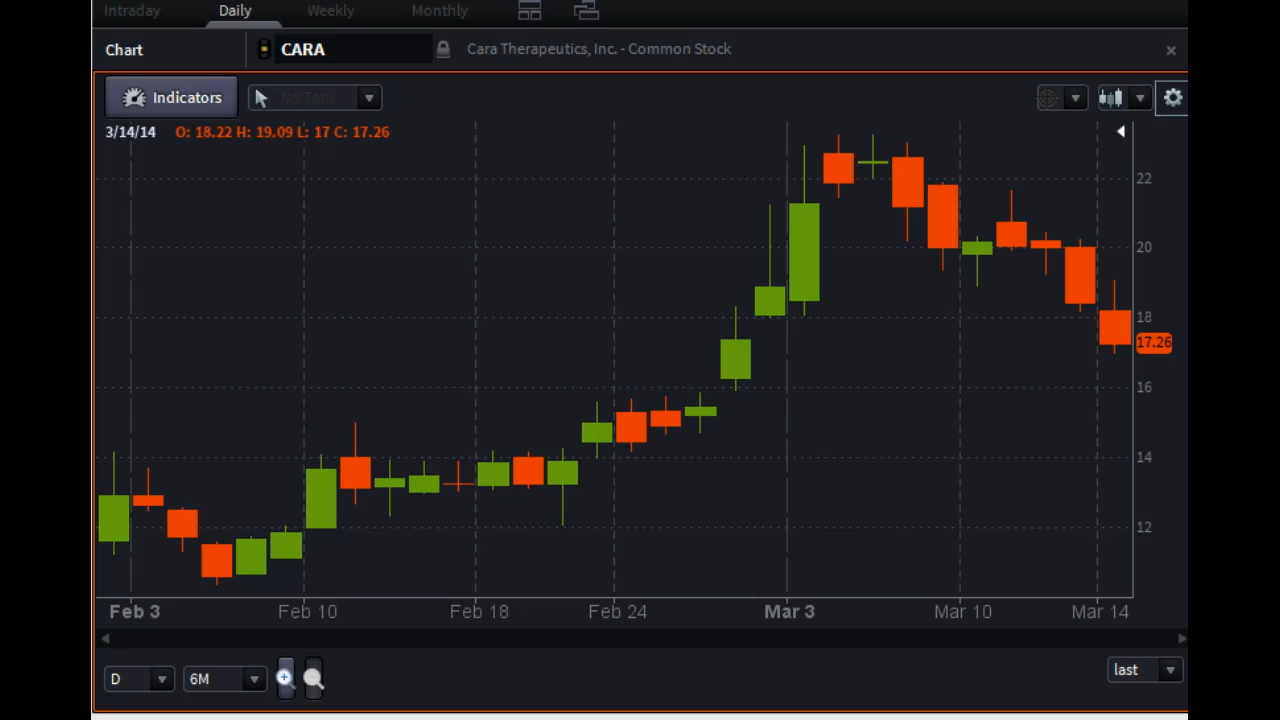 Intraday Daily Weekly Monthly
Chart CARA Cara Therapeutics, Inc. - Common Stock
Indicators No Tool
3/14/14 O: 18.22 H: 19.09 L: 17 C: 17.26
22
20
18
17.26
16
14
12
Feb 3 Feb 10 Feb 18 Feb 24 Mar 3 Mar 10 Mar 14
D 6M last